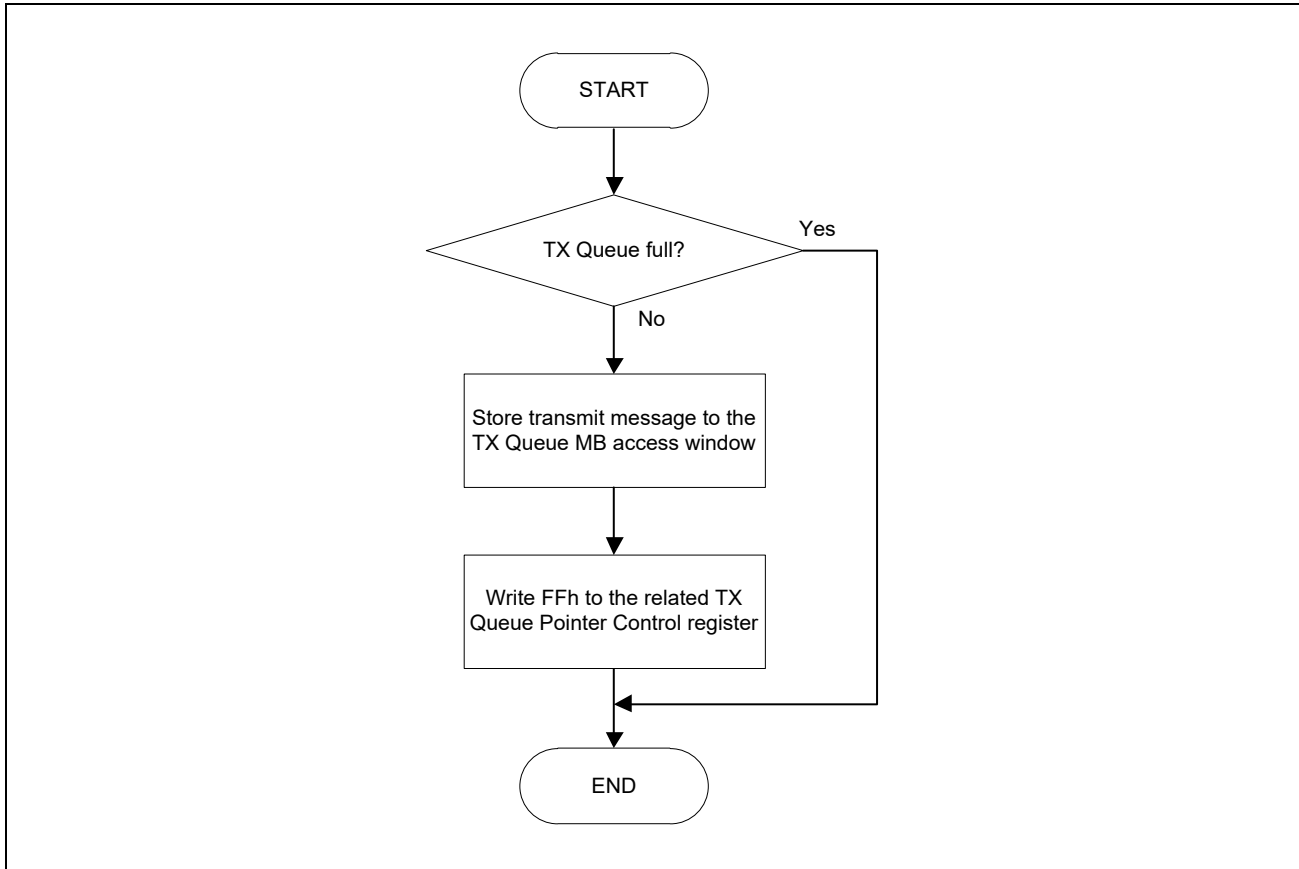 START
TX Queue full?
Yes
No
Store transmit message to the
TX Queue MB access window
Write FFh to the related TX
Queue Pointer Control register
END